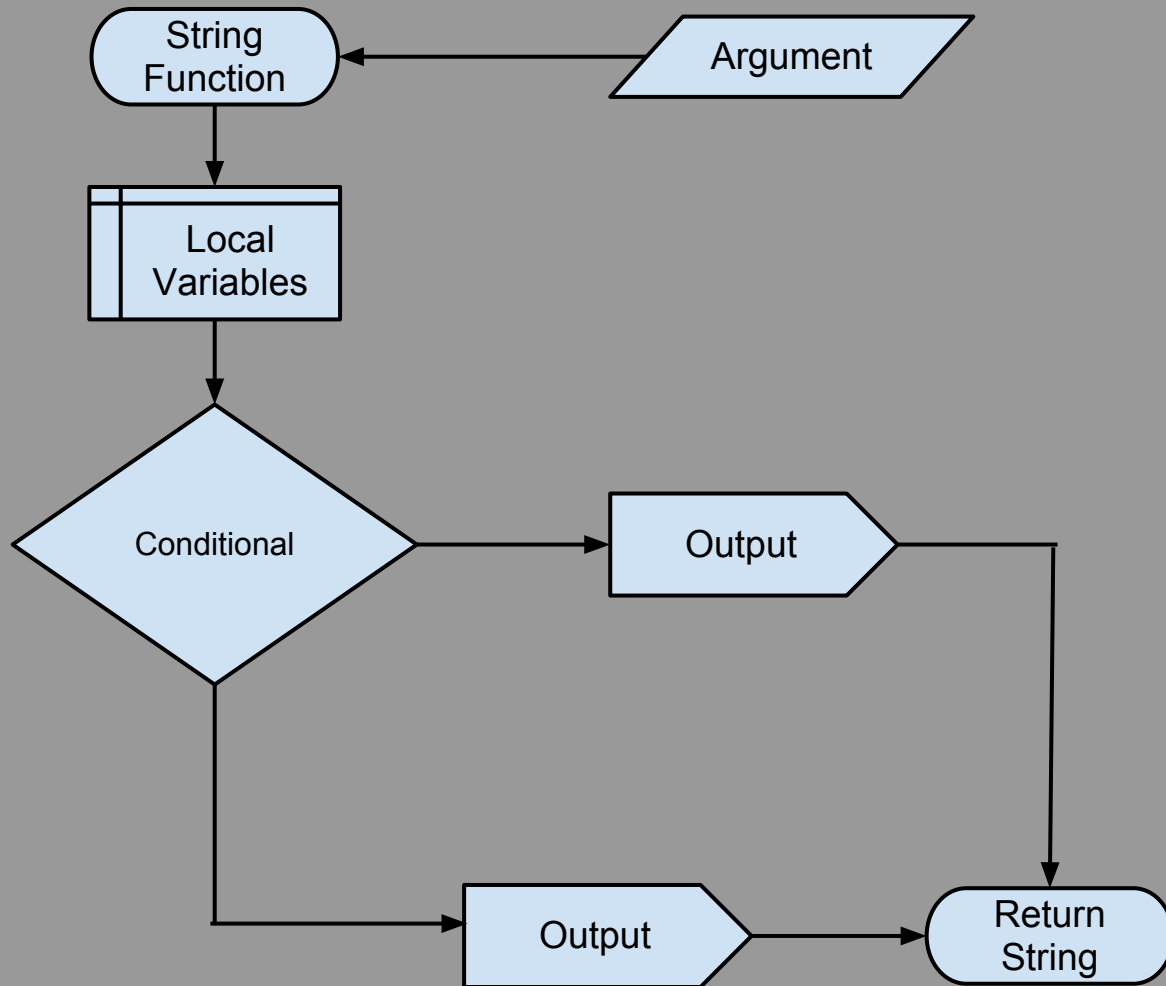 String
Function
Argument
Local
Variables
Conditional
Output
Output
Return
String